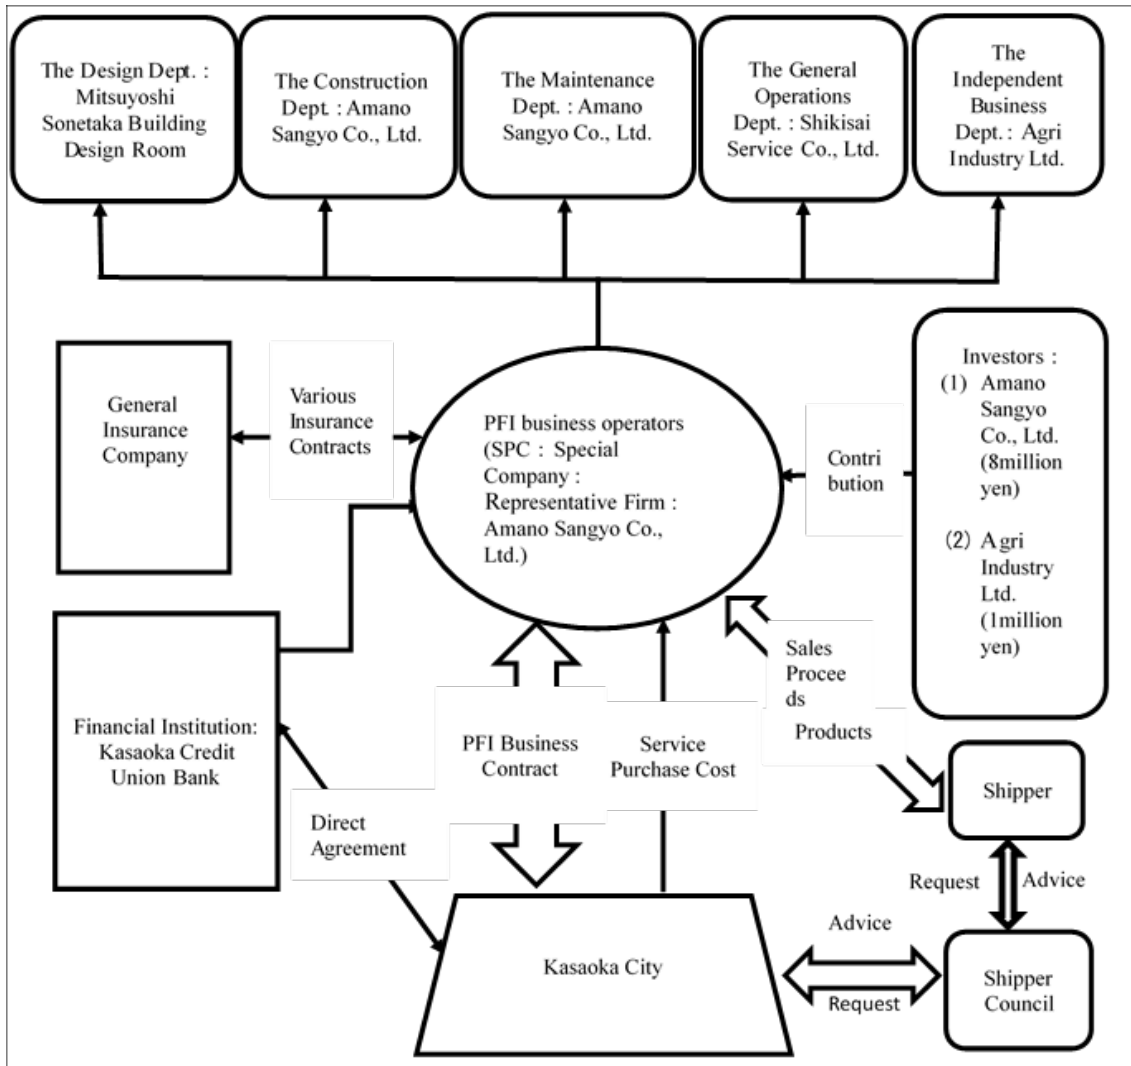 The Design Dept. :
Mitsuyoshi
Sonetaka Building
Design Room
The Construction
Dept. : Amano
Sangyo Co., Ltd.
The Maintenance
Dept. : Amano
Sangyo Co., Ltd.
The General
Operations
Dept. : Shikisai
Service Co., Ltd.
The
Independent
Business
Dept. : Agri
Industry Ltd.
General
Insurance
Company
Various
Insurance
Contracts
PFI business operators
(SPC : Special
Company :
Representative Firm :
Amano Sangyo Co.,
Ltd.)
Contri
bution
Investors :
(1) Amano
Sangyo
Co., Ltd.
(8million
yen)
(2) Agri
Industry
Ltd.
(1million
yen)
Financial Institution:
Kasaoka Credit
Union Bank
Direct
Agreement
PFI Business
Contract
Service
Purchase Cost
Sales
Procee
ds
Products
Shipper
Request
Advice
Shipper
Council
Advice
Request
Kasaoka City